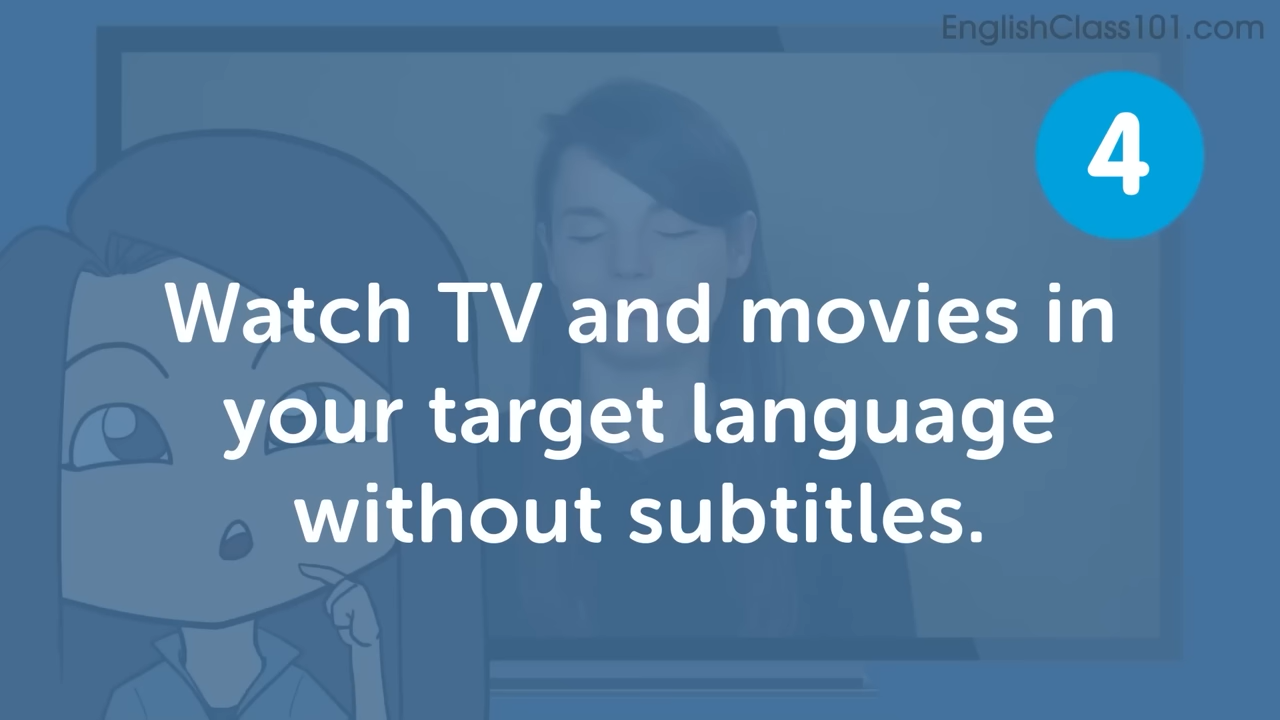 EnglishClass101.com
4
Watch TV and movies in
your target language
without subtitles.